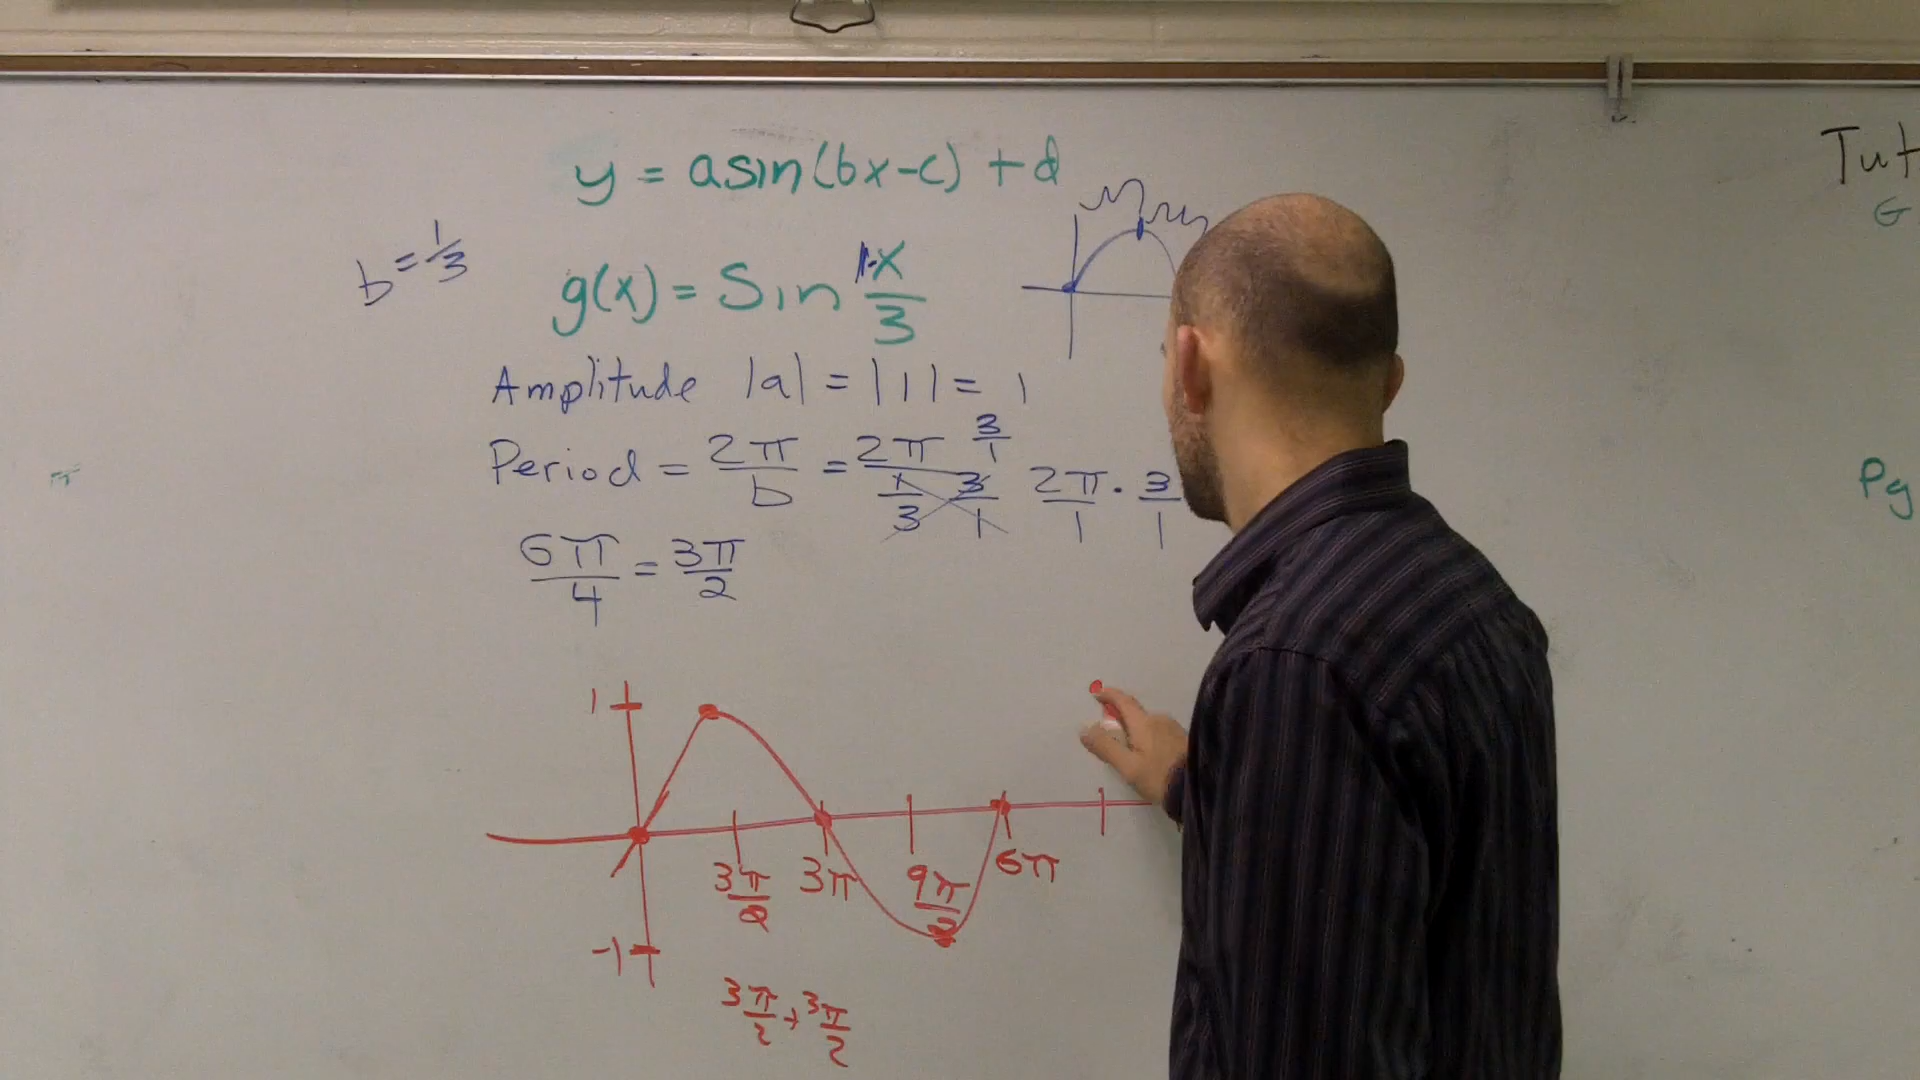 y = asin(bx-c) + d
b = 1/3
g(x) = Sin 1·x/3
Amplitude |a| = |1| = 1
Period = 2π/b = 2π/(1/3) 3/1 3/1 2π/1 · 3/1
6π/4 = 3π/2
1
3π/2 3π 9π/2 6π
-1
3π/2 + 3π/2
Tut
G
Pg
π